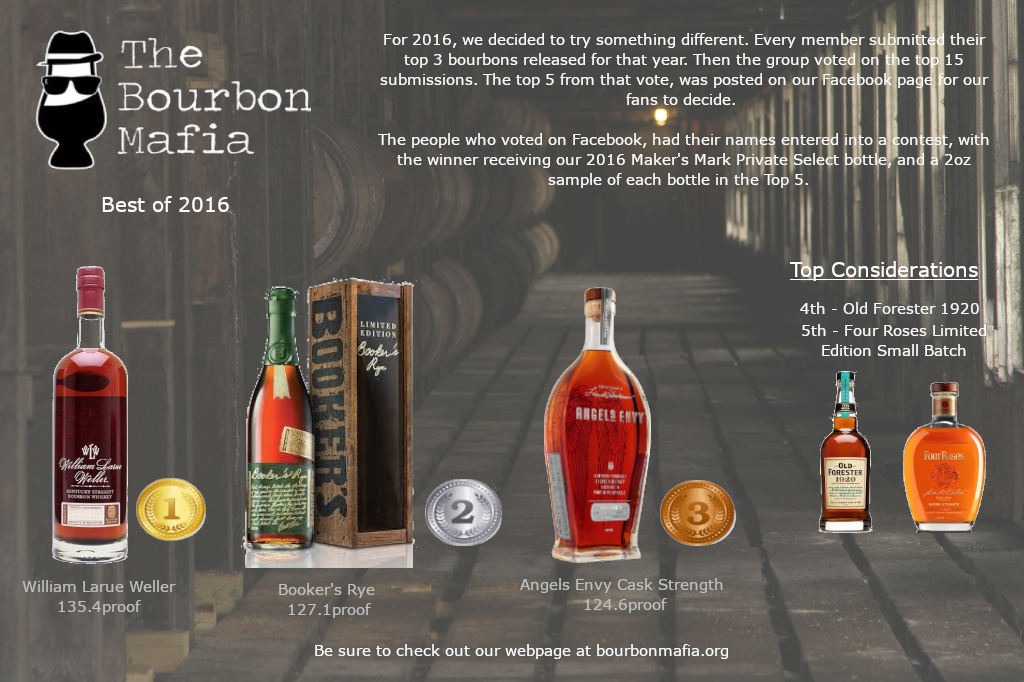 The
Bourbon
Mafia
Best of 2016
For 2016, we decided to try something different. Every member submitted their
top 3 bourbons released for that year. Then the group voted on the top 15
submissions. The top 5 from that vote, was posted on our Facebook page for our
fans to decide.
The people who voted on Facebook, had their names entered into a contest, with
the winner receiving our 2016 Maker's Mark Private Select bottle, and a 2oz
sample of each bottle in the Top 5.
Top Considerations
4th - Old Forester 1920
5th - Four Roses Limited
Edition Small Batch
William Larue
Weller.
KENTUCKY STRAIGHT
BOURBON WHISKEY
1
Booker's Rye
BOOKER'S
LIMITED
EDITION
Booker's
Rye
2
ANGELS ENVY
3
OLD
FORESTER
1920
Four Roses
William Larue Weller
135.4proof
Booker's Rye
127.1proof
Angels Envy Cask Strength
124.6proof
Be sure to check out our webpage at bourbonmafia.org